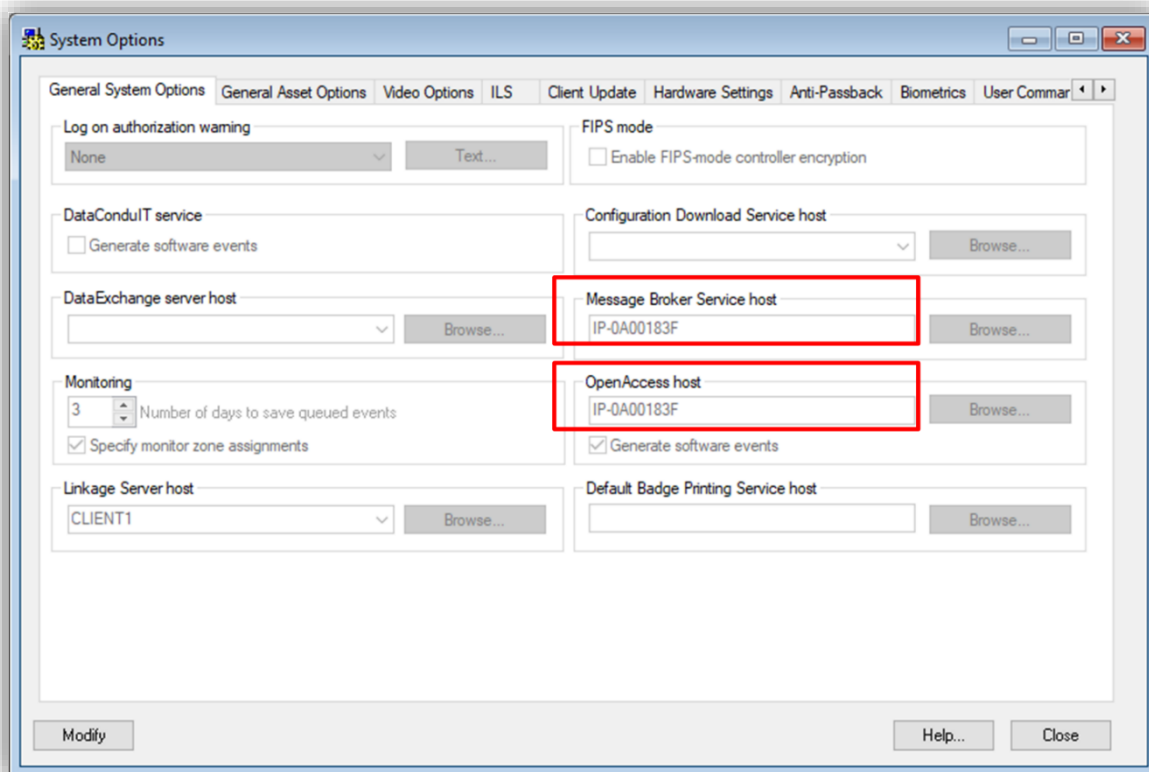 System Options
General System Options General Asset Options Video Options ILS Client Update Hardware Settings Anti-Passback Biometrics User Commar
Log on authorization warning
None Text...
FIPS mode
Enable FIPS-mode controller encryption
DataConduIT service
Generate software events
Configuration Download Service host
Browse...
DataExchange server host
Browse...
Message Broker Service host
IP-0A00183F Browse...
Monitoring
3 Number of days to save queued events
Specify monitor zone assignments
OpenAccess host
IP-0A00183F Browse...
Generate software events
Linkage Server host
CLIENT1 Browse...
Default Badge Printing Service host
Browse...
Modify Help... Close